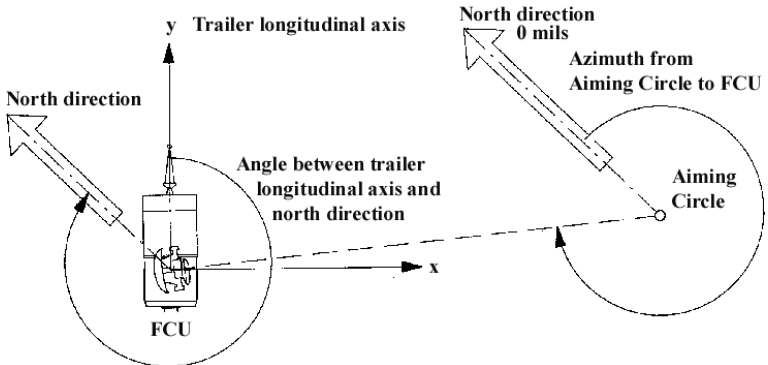 y Trailer longitudinal axis
North direction
0 mils
Azimuth from
Aiming Circle to FCU
North direction
Angle between trailer
longitudinal axis and
north direction
Aiming
Circle
x
FCU